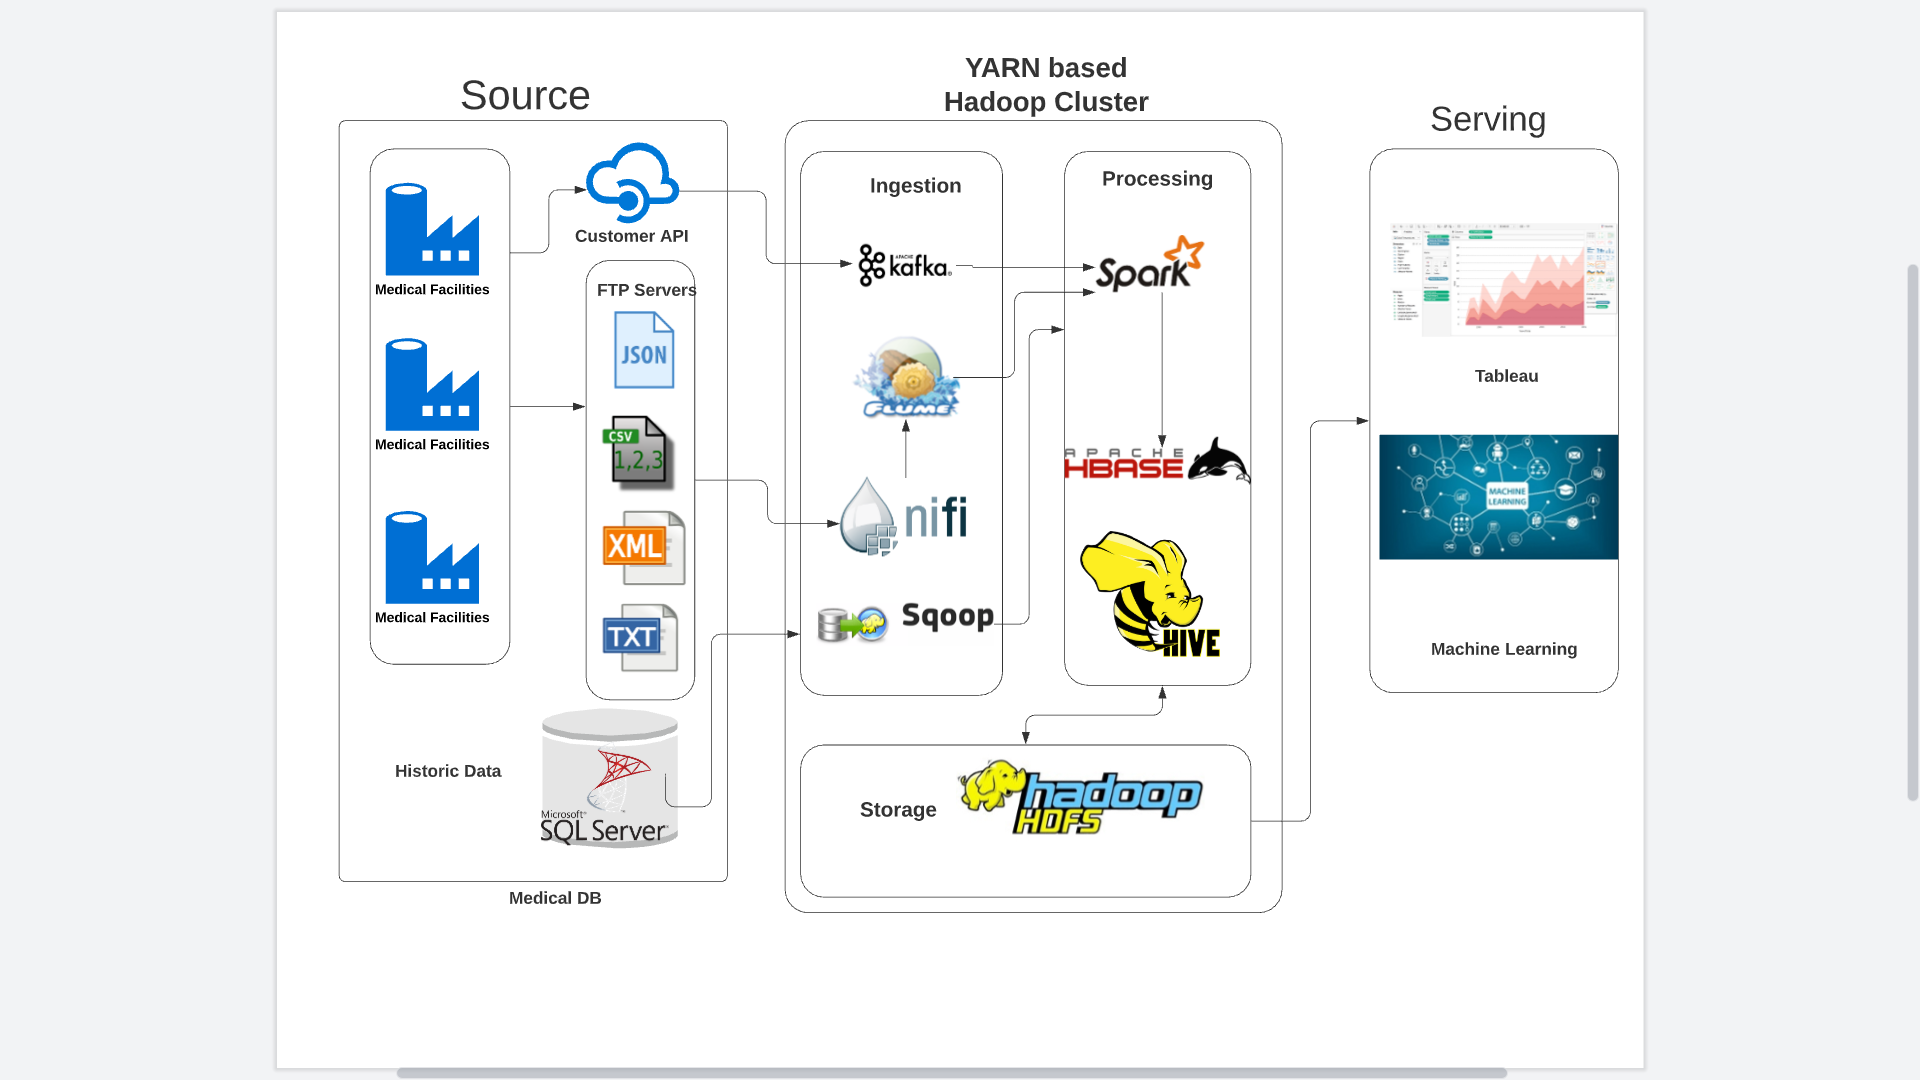 YARN based
Hadoop Cluster
Source
Serving
Customer API
Medical Facilities
FTP Servers
JSON
Medical Facilities
CSV
1,2,3
XML
Medical Facilities
TXT
Historic Data
Microsoft®
SQL Server
Medical DB
Ingestion
APACHE
kafka®
FLUME
nifi
Sqoop
Processing
Spark
APACHE
HBASE
HIVE
Storage
hadoop
HDFS
Tableau
MACHINE
LEARNING
Machine Learning